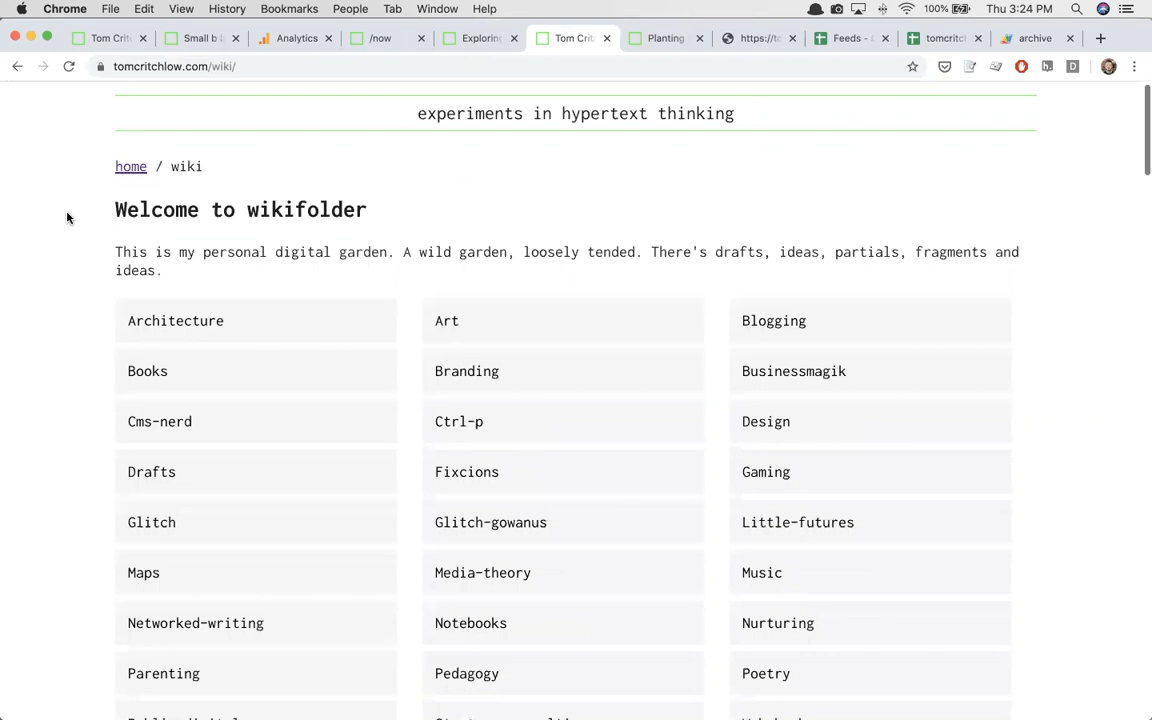 Chrome File Edit View History Bookmarks People Tab Window Help 100% Thu 3:24 PM
Tom Crit Small b Analytics /now Exploring Tom Crit Planting https://to Feeds - tomcritch archive
tomcritchlow.com/wiki/
experiments in hypertext thinking
home / wiki
Welcome to wikifolder
This is my personal digital garden. A wild garden, loosely tended. There's drafts, ideas, partials, fragments and
ideas.
Architecture Art Blogging
Books Branding Businessmagik
Cms-nerd Ctrl-p Design
Drafts Fixcions Gaming
Glitch Glitch-gowanus Little-futures
Maps Media-theory Music
Networked-writing Notebooks Nurturing
Parenting Pedagogy Poetry